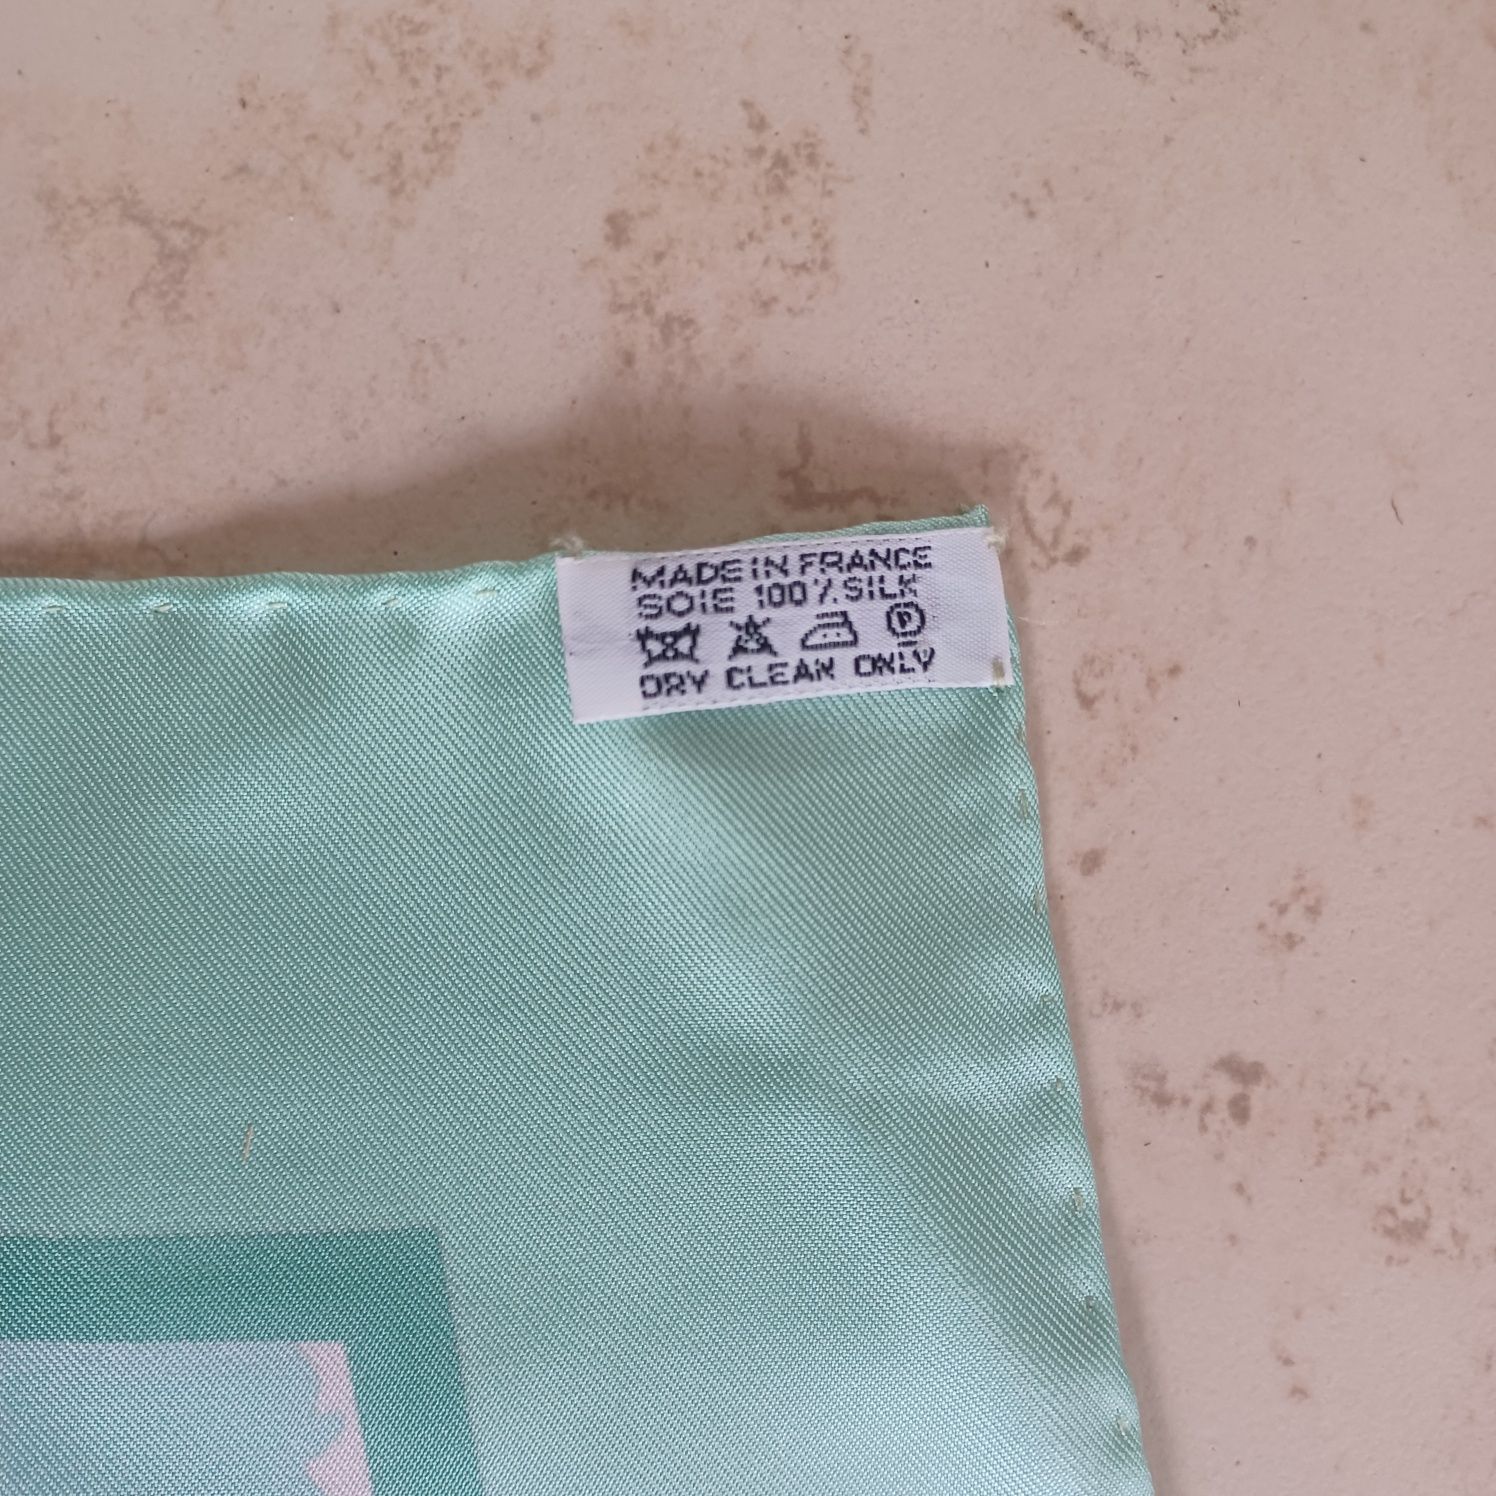 MADE IN FRANCE
SOIE 100% SILK
P
DRY CLEAN ONLY